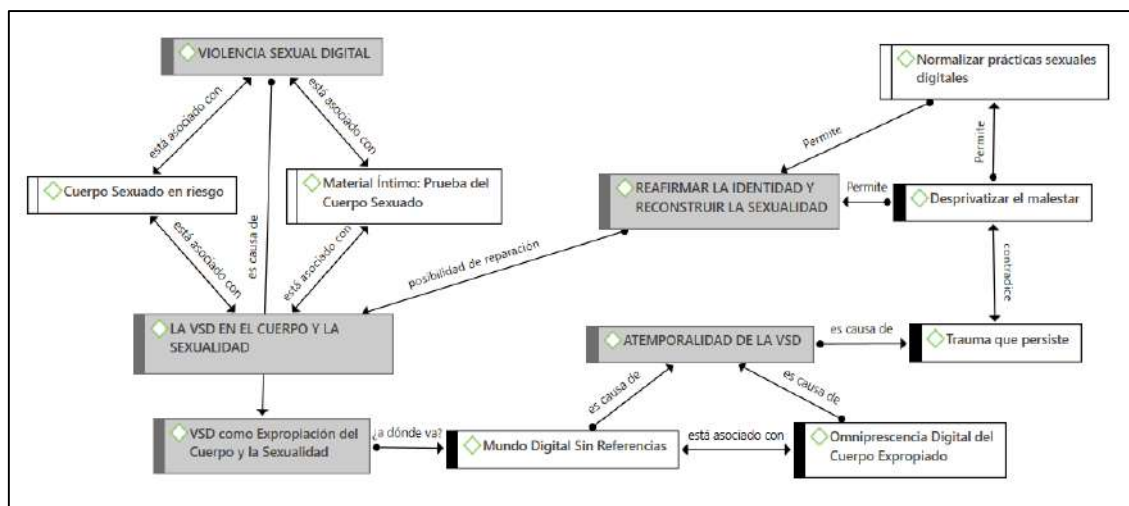 VIOLENCIA SEXUAL DIGITAL
Normalizar prácticas sexuales
digitales
está asociado con
está asociado con
Permite
Permite
Cuerpo Sexuado en riesgo
Material Íntimo: Prueba del
Cuerpo Sexuado
REAFIRMAR LA IDENTIDAD Y
RECONSTRUIR LA SEXUALIDAD
Permite
Desprivatizar el malestar
es causa de
está asociado con
está asociado con
posibilidad de reparación
contradice
LA VSD EN EL CUERPO Y LA
SEXUALIDAD
ATEMPORALIDAD DE LA VSD
es causa de
Trauma que persiste
es causa de
es causa de
VSD como Expropiación del
Cuerpo y la Sexualidad
¿a dónde va?
Mundo Digital Sin Referencias
está asociado con
Omniprescencia Digital del
Cuerpo Expropiado